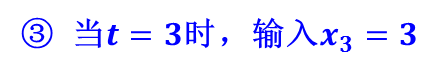 ③ 当t = 3时，输入x₃ = 3